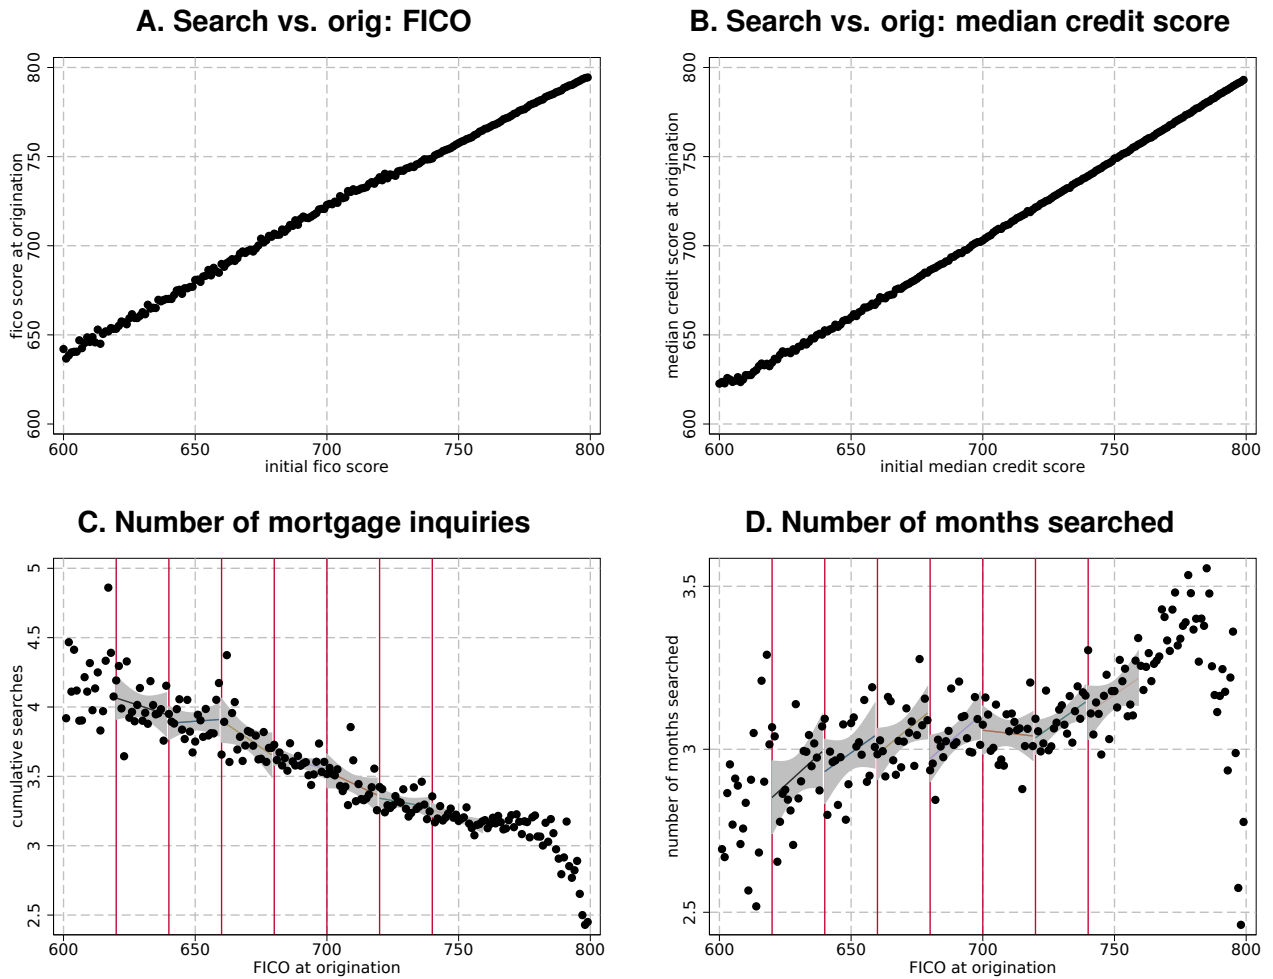 A. Search vs. orig: FICO
fico score at origination
800
750
700
650
600
600 650 700 750 800
initial fico score
B. Search vs. orig: median credit score
median credit score at origination
800
750
700
650
600
600 650 700 750 800
initial median credit score
C. Number of mortgage inquiries
cumulative searches
5
4.5
4
3.5
3
2.5
600 650 700 750 800
FICO at origination
D. Number of months searched
number of months searched
3.5
3
2.5
600 650 700 750 800
FICO at origination